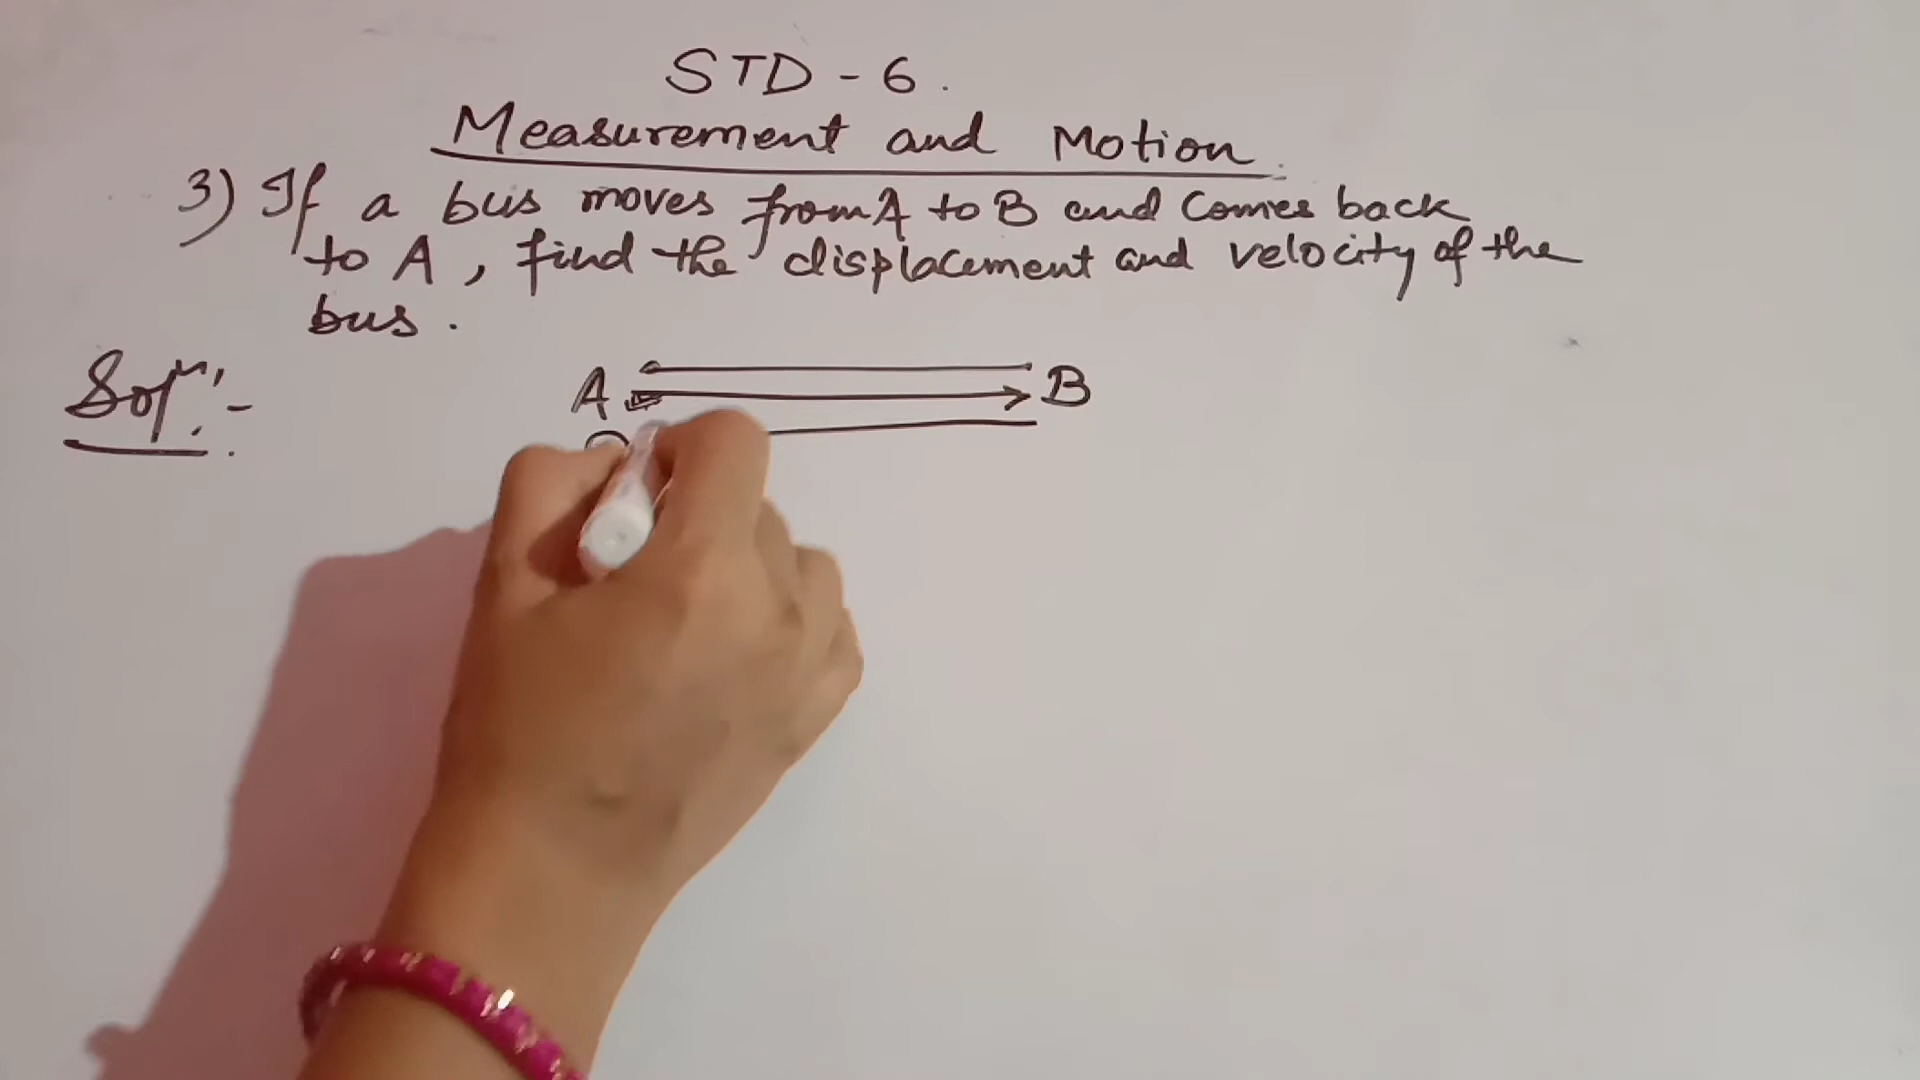 STD - 6.
Measurement and Motion
3) If a bus moves from A to B and comes back
to A, find the displacement and velocity of the
bus.
Solⁿ:-
A B